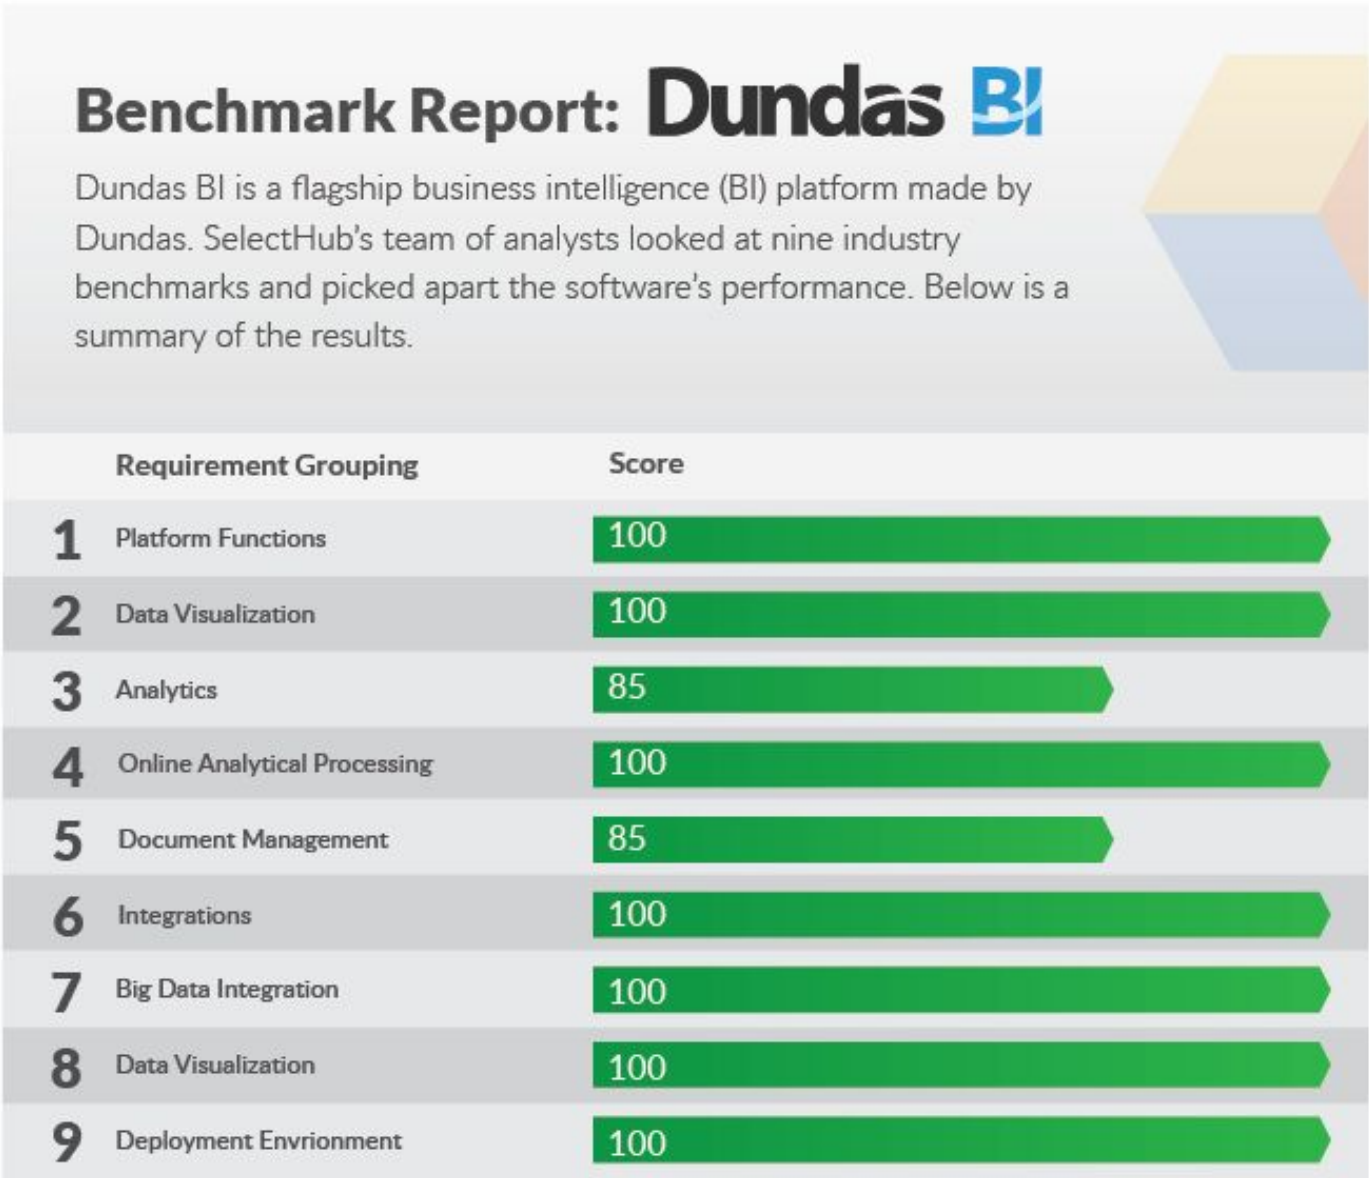 Benchmark Report: Dundas BI
Dundas BI is a flagship business intelligence (BI) platform made by
Dundas. SelectHub's team of analysts looked at nine industry
benchmarks and picked apart the software's performance. Below is a
summary of the results.
Requirement Grouping Score
1 Platform Functions 100
2 Data Visualization 100
3 Analytics 85
4 Online Analytical Processing 100
5 Document Management 85
6 Integrations 100
7 Big Data Integration 100
8 Data Visualization 100
9 Deployment Envrionment 100